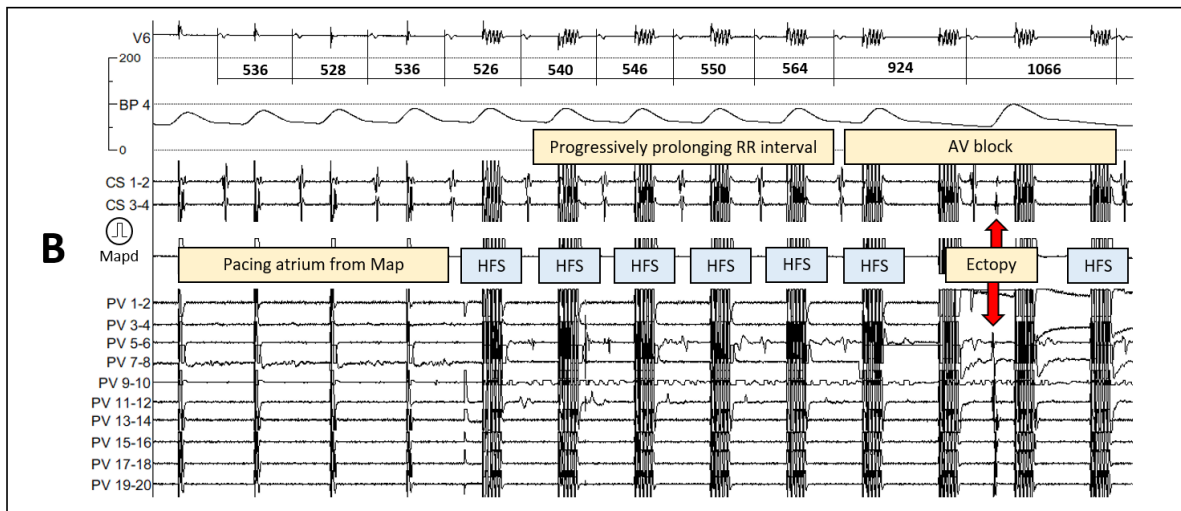 V6
200
536 528 536 526 540 546 550 564 924 1066
BP 4
0
Progressively prolonging RR interval AV block
CS 1-2
CS 3-4
B
Mapd
Pacing atrium from Map HFS HFS HFS HFS HFS HFS Ectopy HFS
PV 1-2
PV 3-4
PV 5-6
PV 7-8
PV 9-10
PV 11-12
PV 13-14
PV 15-16
PV 17-18
PV 19-20